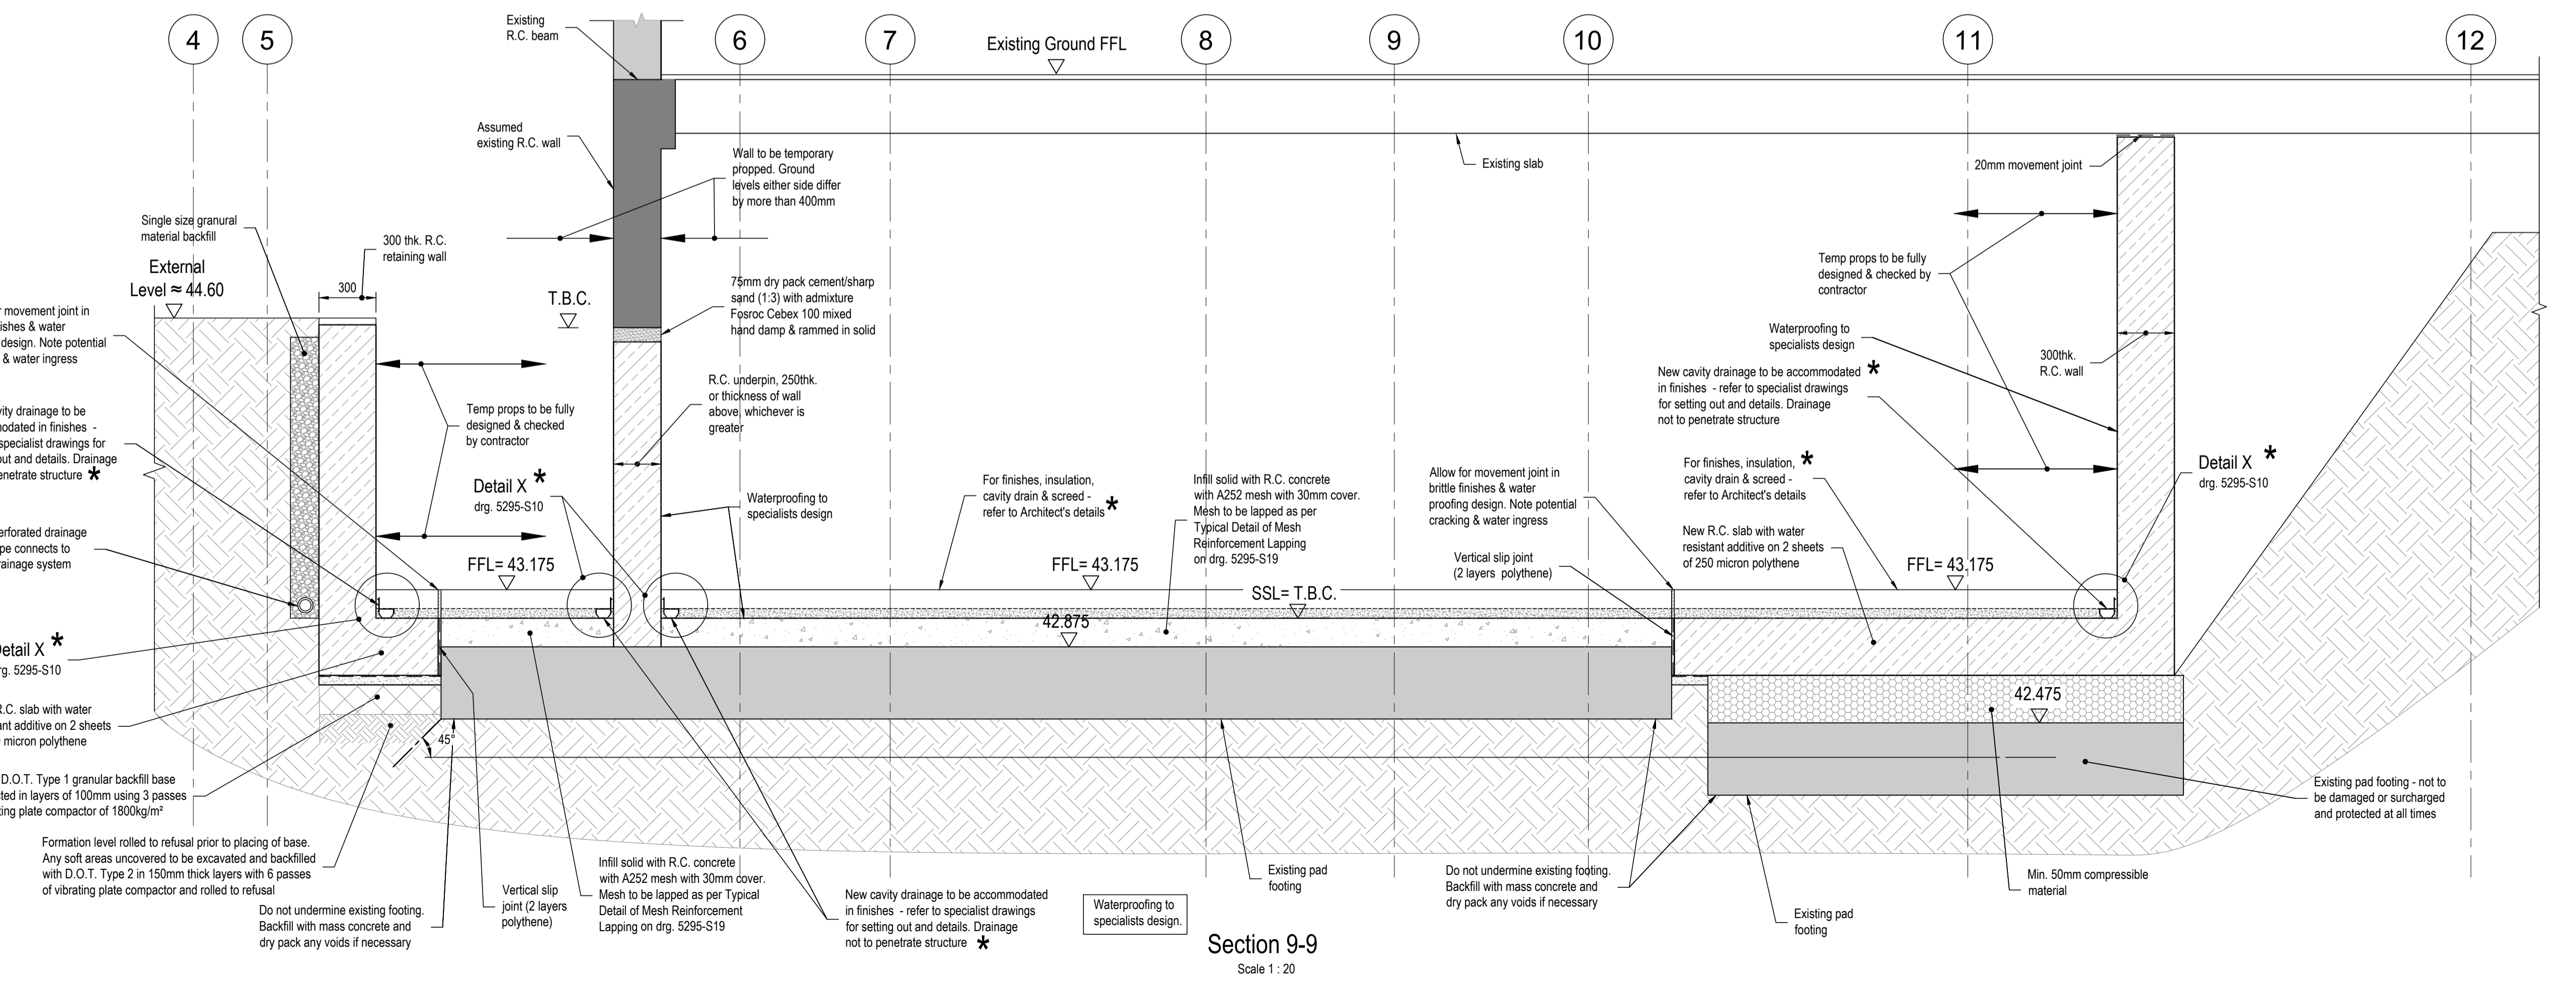 4
5
6
7
8
9
10
11
12
Existing
R.C. beam
Existing Ground FFL
Assumed
existing R.C. wall
Wall to be temporary
propped. Ground
levels either side differ
by more than 400mm
Existing slab
20mm movement joint
Single size granural
material backfill
300 thk. R.C.
retaining wall
External
Level ≈ 44.60
300
T.B.C.
75mm dry pack cement/sharp
sand (1:3) with admixture
Fosroc Cebex 100 mixed
hand damp & rammed in solid
Temp props to be fully
designed & checked by
contractor
movement joint in
& water
design. Note potential
& water ingress
Waterproofing to
specialists design
300thk.
R.C. wall
New cavity drainage to be accommodated *
in finishes - refer to specialist drawings
for setting out and details. Drainage
not to penetrate structure
R.C. underpin, 250thk.
or thickness of wall
above, whichever is
greater
Temp props to be fully
designed & checked
by contractor
drainage to be
in finishes -
specialist drawings for
out and details. Drainage
structure *
Detail X *
drg. 5295-S10
Waterproofing to
specialists design
For finishes, insulation,
cavity drain & screed -
refer to Architect's details *
Infill solid with R.C. concrete
with A252 mesh with 30mm cover.
Mesh to be lapped as per
Typical Detail of Mesh
Reinforcement Lapping
on drg. 5295-S19
Allow for movement joint in
brittle finishes & water
proofing design. Note potential
cracking & water ingress
For finishes, insulation, *
cavity drain & screed -
refer to Architect's details
Detail X *
drg. 5295-S10
New R.C. slab with water
resistant additive on 2 sheets
of 250 micron polythene
Vertical slip joint
(2 layers polythene)
drainage
connects to
system
FFL= 43.175
FFL= 43.175
FFL= 43.175
SSL= T.B.C.
42.875
X *
5295-S10
42.475
R.C. slab with water
additive on 2 sheets
micron polythene
45°
D.O.T. Type 1 granular backfill base
in layers of 100mm using 3 passes
plate compactor of 1800kg/m²
Existing pad footing - not to
be damaged or surcharged
and protected at all times
Formation level rolled to refusal prior to placing of base.
Any soft areas uncovered to be excavated and backfilled
with D.O.T. Type 2 in 150mm thick layers with 6 passes
of vibrating plate compactor and rolled to refusal
Do not undermine existing footing.
Backfill with mass concrete and
dry pack any voids if necessary
Vertical slip
joint (2 layers
polythene)
Infill solid with R.C. concrete
with A252 mesh with 30mm cover.
Mesh to be lapped as per Typical
Detail of Mesh Reinforcement
Lapping on drg. 5295-S19
New cavity drainage to be accommodated
in finishes - refer to specialist drawings
for setting out and details. Drainage
not to penetrate structure *
Waterproofing to
specialists design.
Existing pad
footing
Do not undermine existing footing.
Backfill with mass concrete and
dry pack any voids if necessary
Existing pad
footing
Min. 50mm compressible
material
Section 9-9
Scale 1 : 20